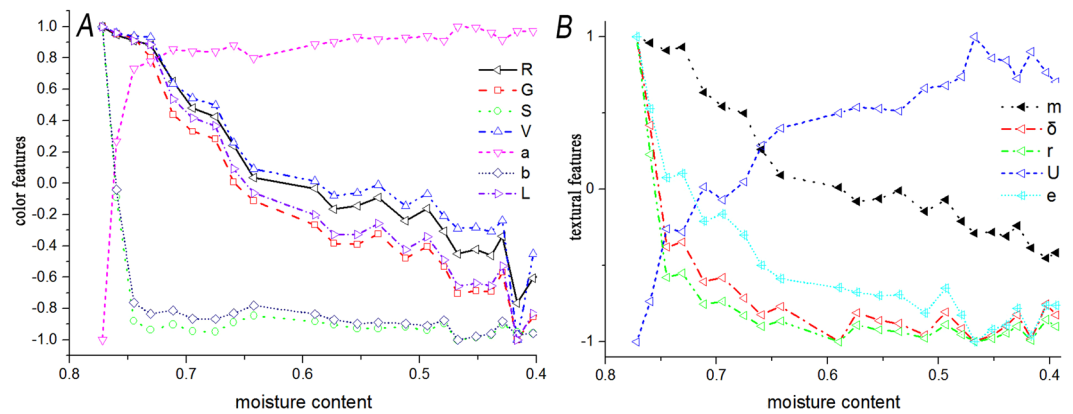 A
1.0
0.8
0.6
0.4
0.2
0.0
-0.2
-0.4
-0.6
-0.8
-1.0
color features
0.8
0.7
0.6
0.5
0.4
moisture content
R
G
S
V
a
b
L
B
1
0
-1
textural features
0.8
0.7
0.6
0.5
0.4
moisture content
m
δ
r
U
e